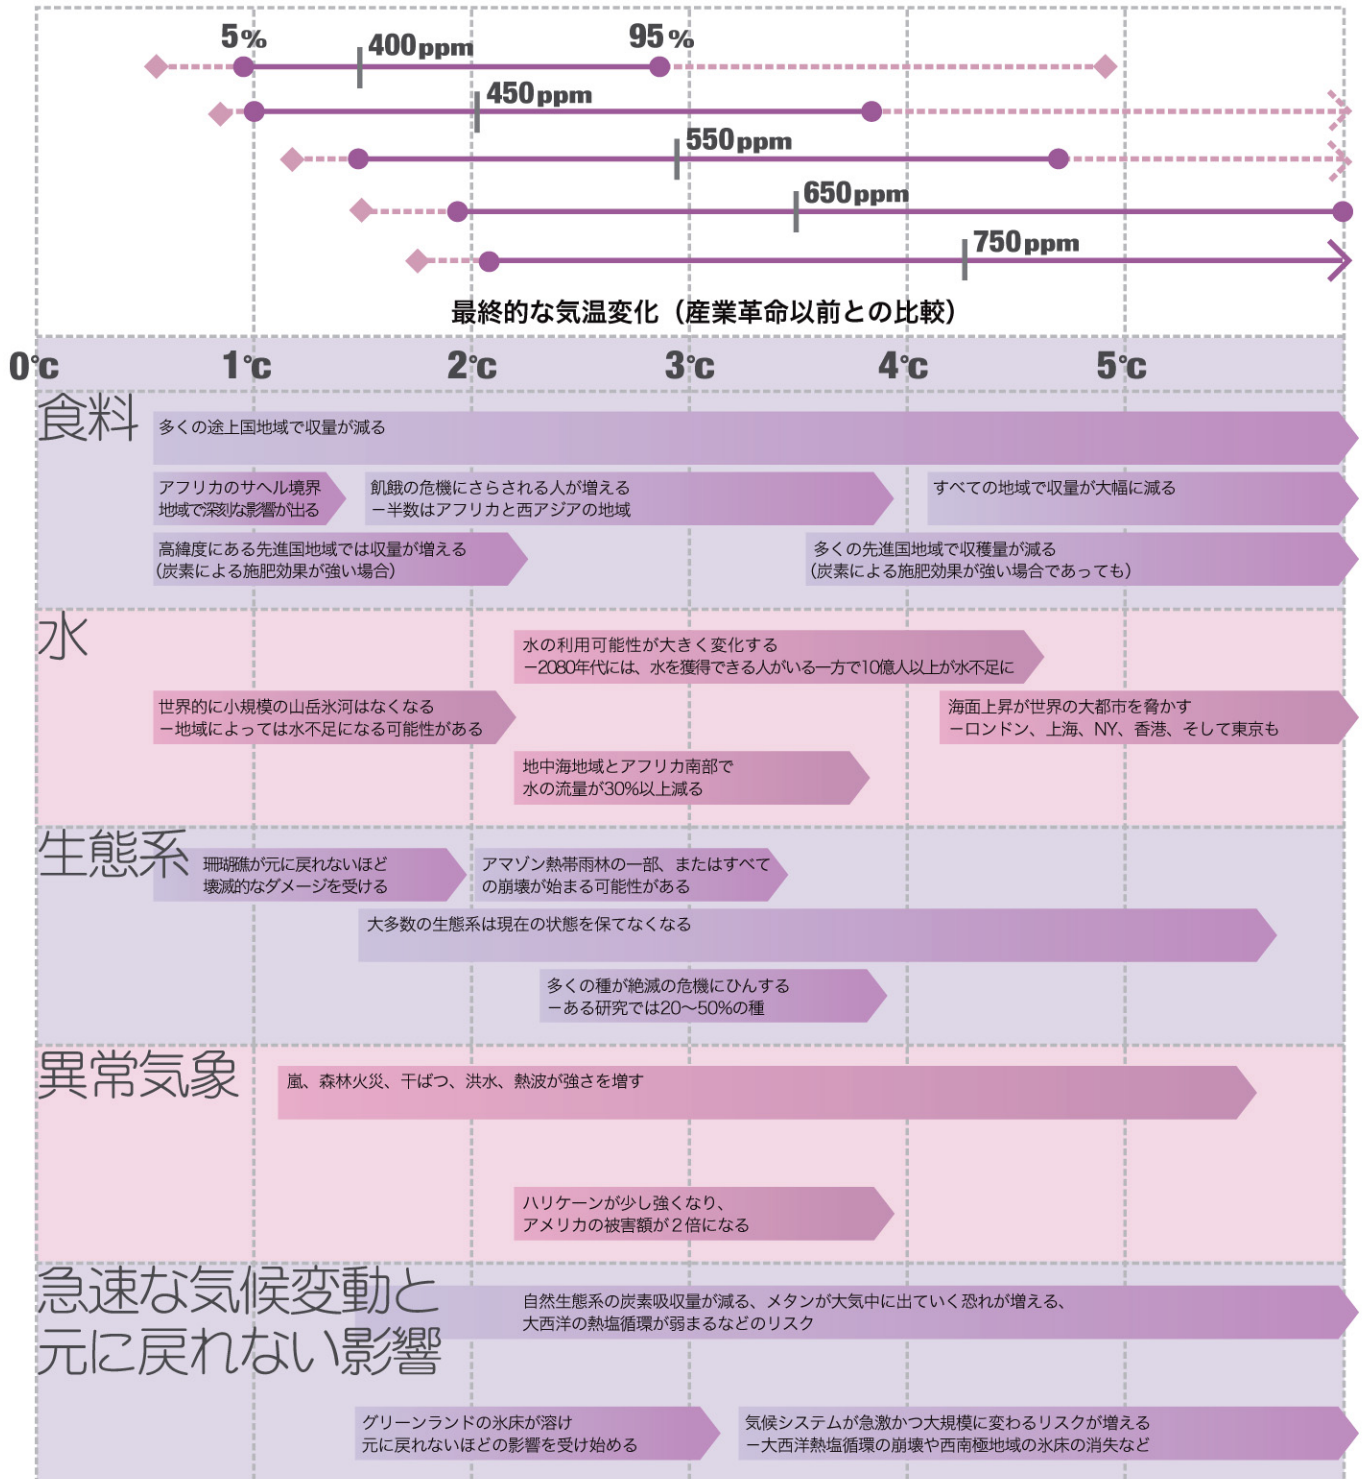 5%
400ppm
95%
450ppm
550ppm
650ppm
750ppm
最終的な気温変化（産業革命以前との比較）
0℃
1℃
2℃
3℃
4℃
5℃
食料
多くの途上国地域で収量が減る
アフリカのサヘル境界
地域で深刻な影響が出る
飢餓の危機にさらされる人が増える
－半数はアフリカと西アジアの地域
すべての地域で収量が大幅に減る
高緯度にある先進国地域では収量が増える
（炭素による施肥効果が強い場合）
多くの先進国地域で収穫量が減る
（炭素による施肥効果が強い場合であっても）
水
水の利用可能性が大きく変化する
－2080年代には、水を獲得できる人がいる一方で10億人以上が水不足に
世界的に小規模の山岳氷河はなくなる
－地域によっては水不足になる可能性がある
海面上昇が世界の大都市を脅かす
－ロンドン、上海、NY、香港、そして東京も
地中海地域とアフリカ南部で
水の流量が30%以上減る
生態系
珊瑚礁が元に戻れないほど
壊滅的なダメージを受ける
アマゾン熱帯雨林の一部、またはすべて
の崩壊が始まる可能性がある
大多数の生態系は現在の状態を保てなくなる
多くの種が絶滅の危機にひんする
－ある研究では20～50%の種
異常気象
嵐、森林火災、干ばつ、洪水、熱波が強さを増す
ハリケーンが少し強くなり、
アメリカの被害額が２倍になる
急速な気候変動と
元に戻れない影響
自然生態系の炭素吸収量が減る、メタンが大気中に出ていく恐れが増える、
大西洋の熱塩循環が弱まるなどのリスク
グリーンランドの氷床が溶け
元に戻れないほどの影響を受け始める
気候システムが急激かつ大規模に変わるリスクが増える
－大西洋熱塩循環の崩壊や西南極地域の氷床の消失など